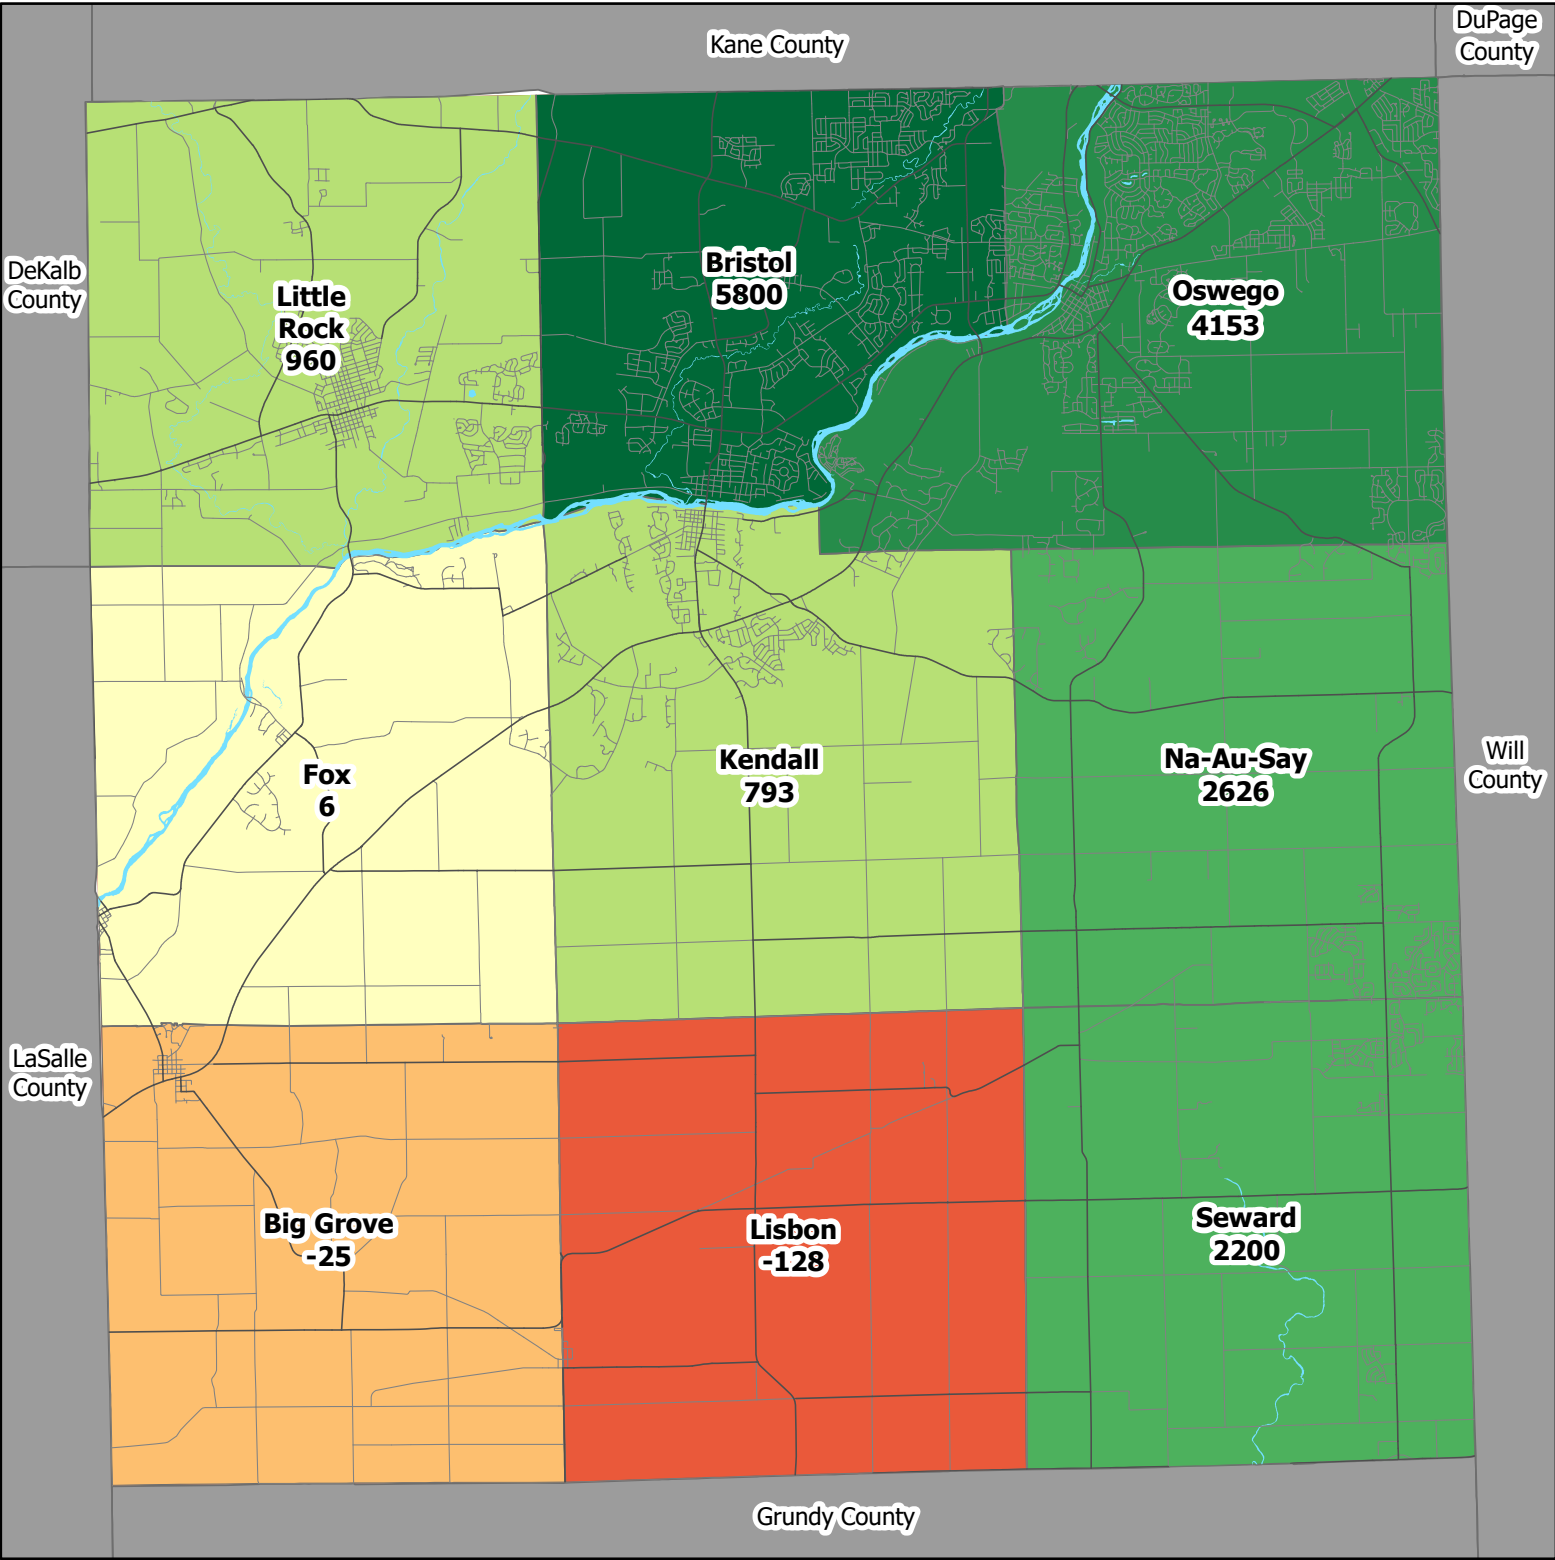 Kane County
DuPage
County
DeKalb
County
Little
Rock
960
Bristol
5800
Oswego
4153
Fox
6
Kendall
793
Na-Au-Say
2626
Will
County
LaSalle
County
Big Grove
-25
Lisbon
-128
Seward
2200
Grundy County